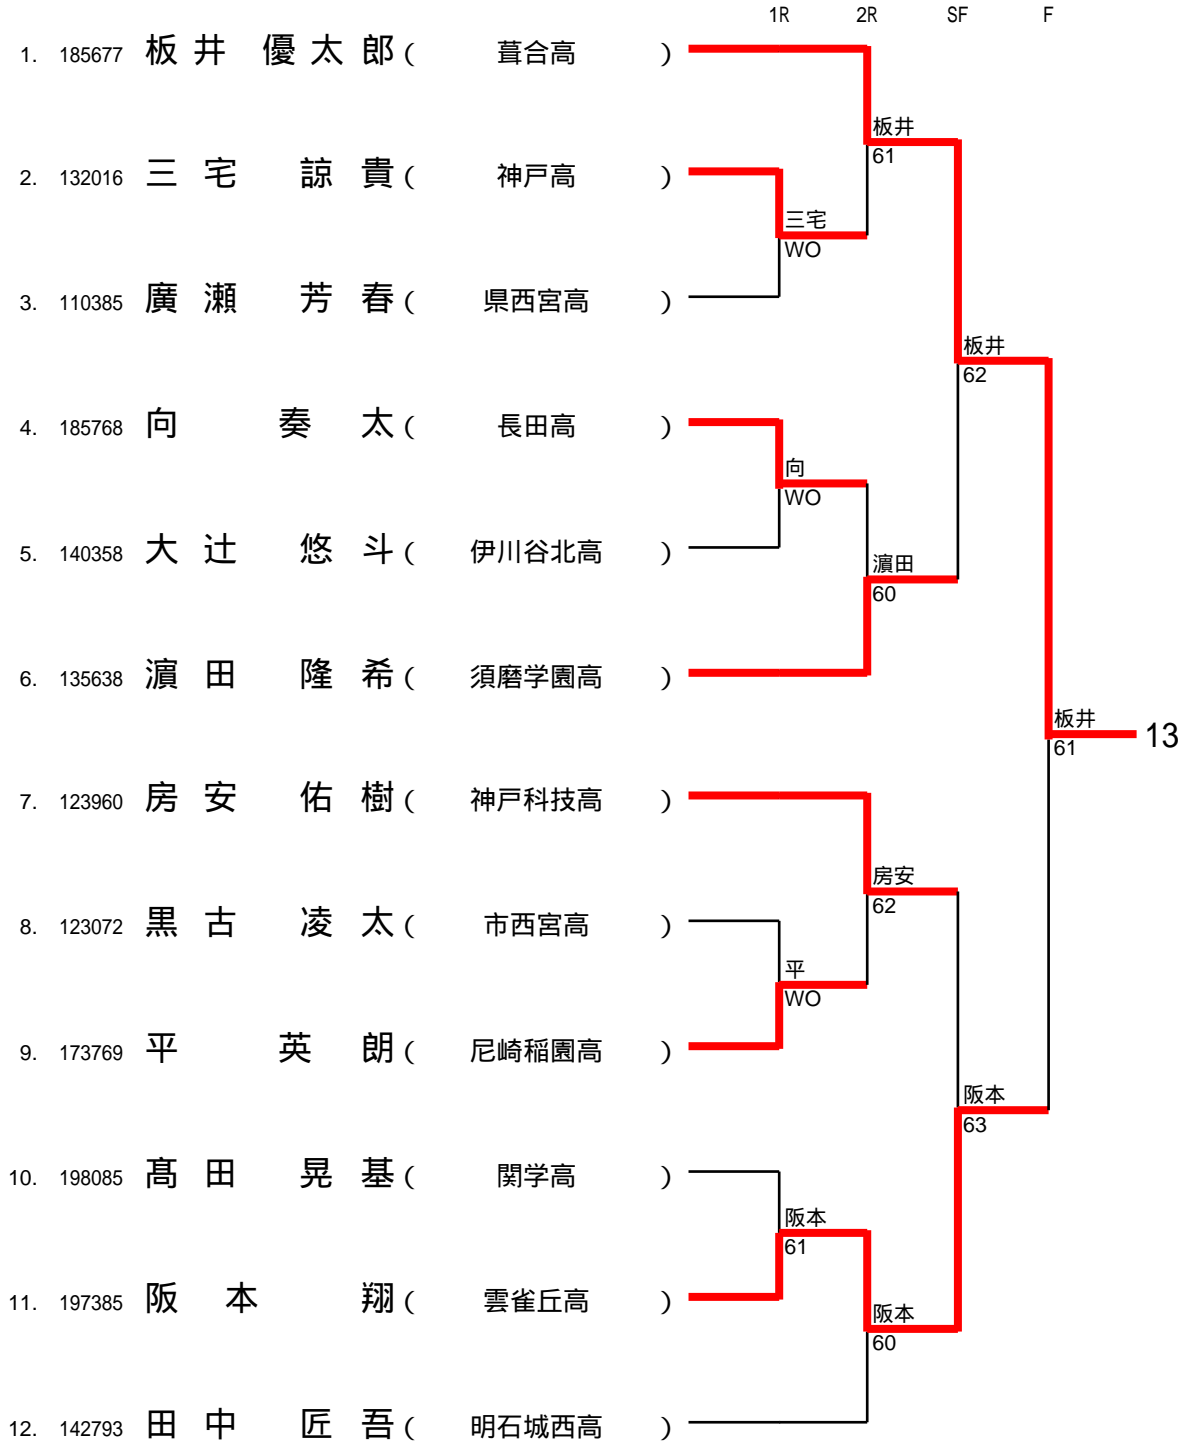 1R 2R SF F
1. 185677 板井 優太郎 ( 葺合高 )
板井
61
2. 132016 三宅 諒貴 ( 神戸高 )
三宅
WO
3. 110385 廣瀬 芳春 ( 県西宮高 )
板井
62
4. 185768 向 奏太 ( 長田高 )
向
WO
5. 140358 大辻 悠斗 ( 伊川谷北高 )
濵田
60
6. 135638 濵田 隆希 ( 須磨学園高 )
板井
61
13
7. 123960 房安 佑樹 ( 神戸科技高 )
房安
62
8. 123072 黒古 凌太 ( 市西宮高 )
平
WO
9. 173769 平 英朗 ( 尼崎稲園高 )
阪本
63
10. 198085 髙田 晃基 ( 関学高 )
阪本
61
11. 197385 阪本 翔 ( 雲雀丘高 )
阪本
60
12. 142793 田中 匠吾 ( 明石城西高 )